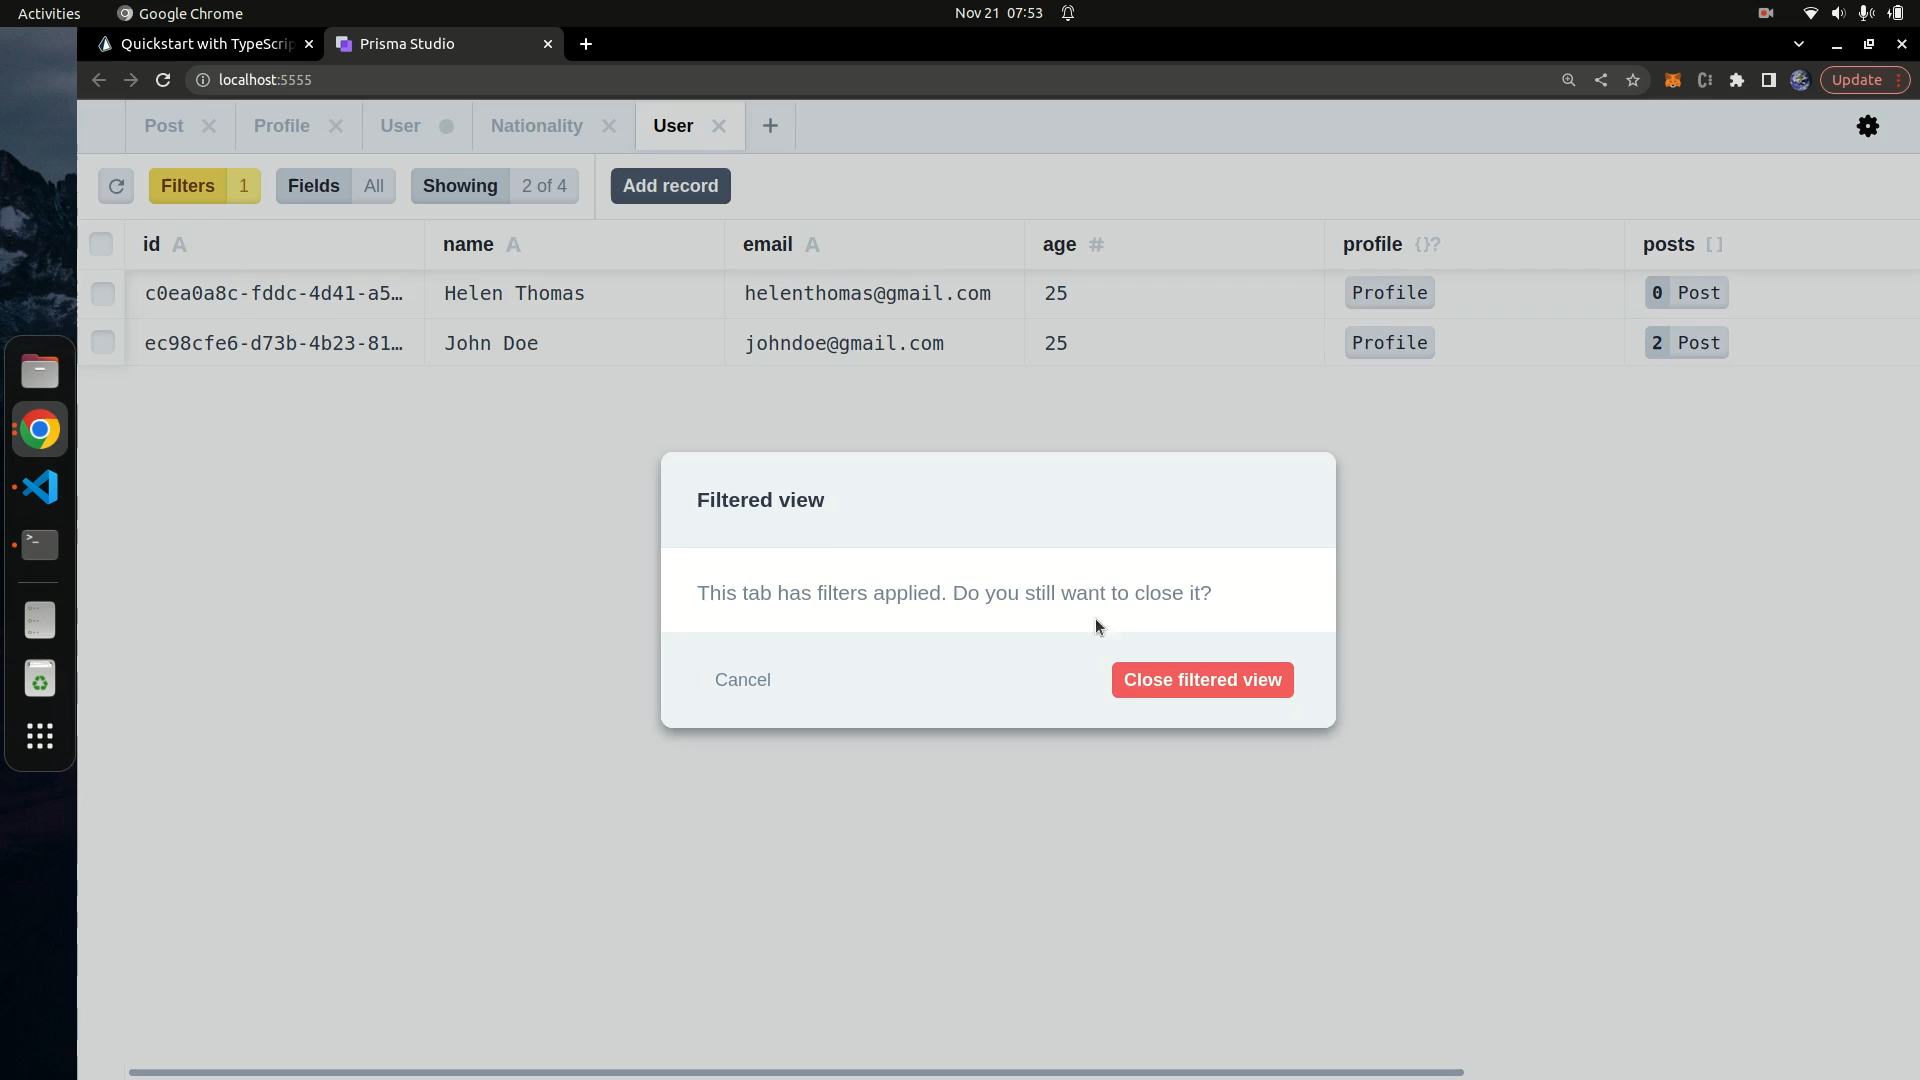 Activities Google Chrome Nov 21 07:53
Quickstart with TypeScrip Prisma Studio
localhost:5555 Update
Post Profile User Nationality User
Filters 1 Fields All Showing 2 of 4 Add record
id A name A email A age # profile {}? posts []
c0ea0a8c-fddc-4d41-a5… Helen Thomas helenthomas@gmail.com 25 Profile 0 Post
ec98cfe6-d73b-4b23-81… John Doe johndoe@gmail.com 25 Profile 2 Post
Filtered view
This tab has filters applied. Do you still want to close it?
Cancel Close filtered view